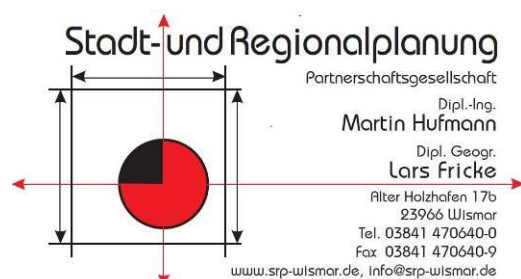 Stadt- und Regionalplanung
Partnerschaftsgesellschaft
Dipl.-Ing.
Martin Hufmann
Dipl. Geogr.
Lars Fricke
Alter Holzhafen 17b
23966 Wismar
Tel. 03841 470640-0
Fax 03841 470640-9
www.srp-wismar.de, info@srp-wismar.de